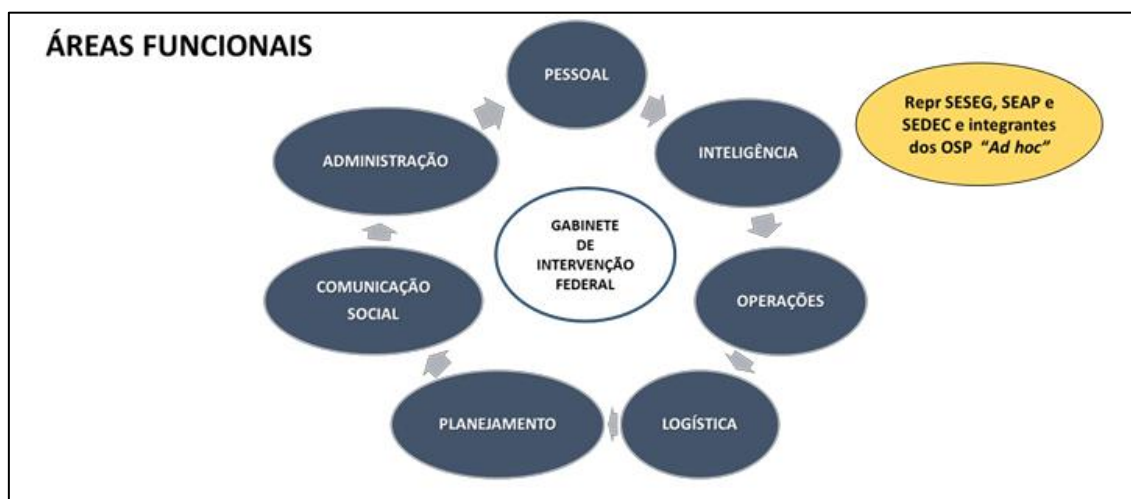 ÁREAS FUNCIONAIS
PESSOAL
Repr SESEG, SEAP e
SEDEC e integrantes
dos OSP “Ad hoc”
INTELIGÊNCIA
ADMINISTRAÇÃO
GABINETE
DE
INTERVENÇÃO
FEDERAL
COMUNICAÇÃO
SOCIAL
OPERAÇÕES
PLANEJAMENTO
LOGÍSTICA